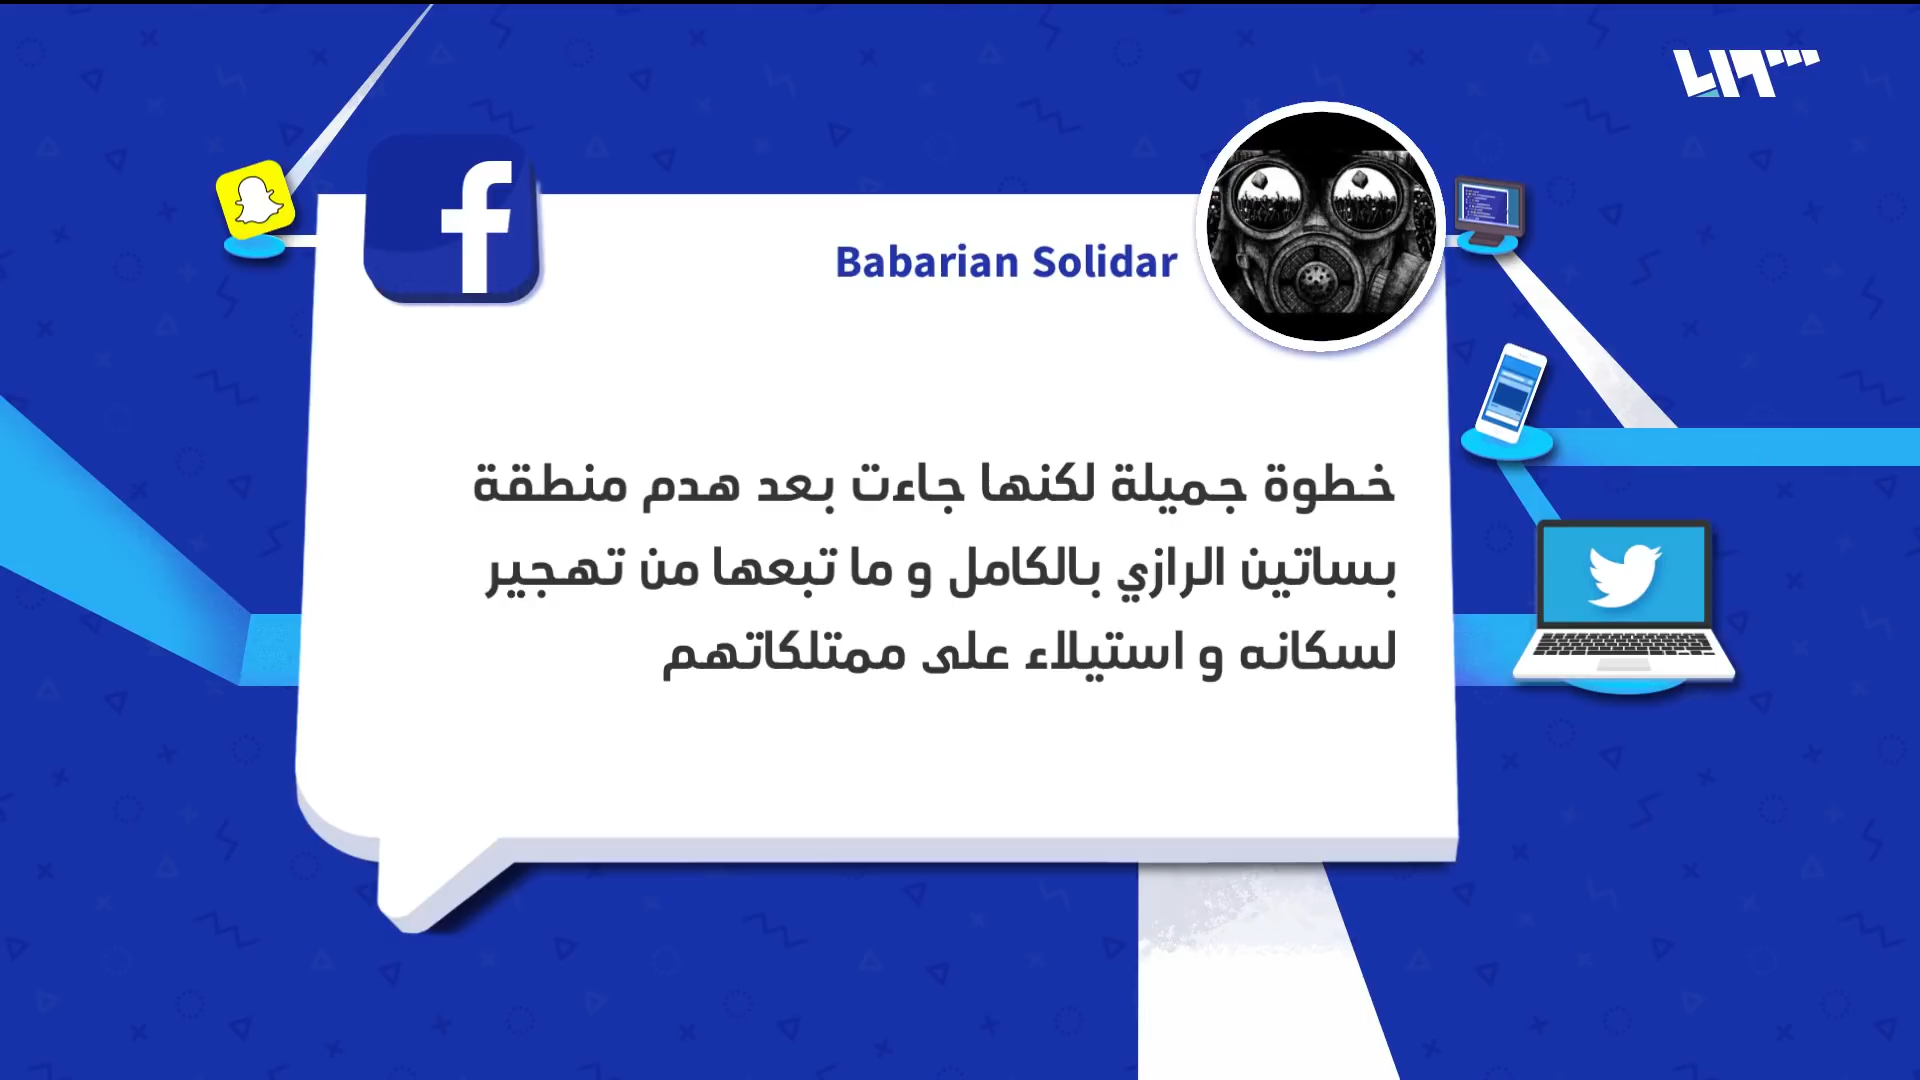 Babarian Solidar
خطوة جميلة لكنها جاءت بعد هدم منطقة
بساتين الرازي بالكامل و ما تبعها من تهجير
لسكانه و استيلاء على ممتلكاتهم